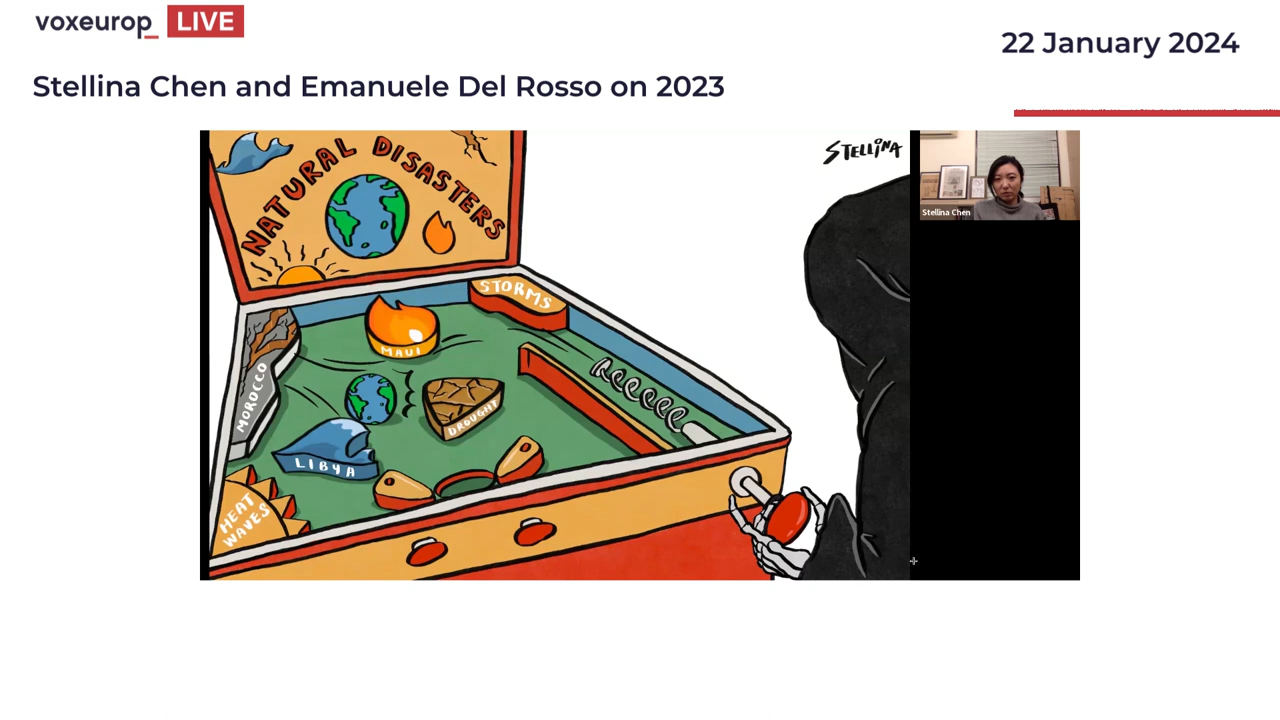 voxeurop_ LIVE
22 January 2024
Stellina Chen and Emanuele Del Rosso on 2023
NATURAL DISASTERS
STELLINA
Stellina Chen
STORMS
MAUI
MOROCCO
DROUGHT
LIBYA
HEAT
WAVES